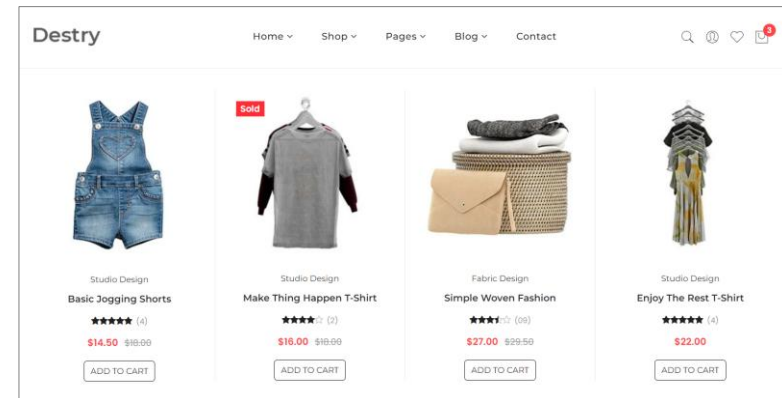 Destry
Home Shop Pages Blog Contact
3
Sold
Studio Design
Basic Jogging Shorts
(4)
$14.50 $18.00
ADD TO CART
Studio Design
Make Thing Happen T-Shirt
(2)
$16.00 $18.00
ADD TO CART
Fabric Design
Simple Woven Fashion
(09)
$27.00 $29.50
ADD TO CART
Studio Design
Enjoy The Rest T-Shirt
(4)
$22.00
ADD TO CART